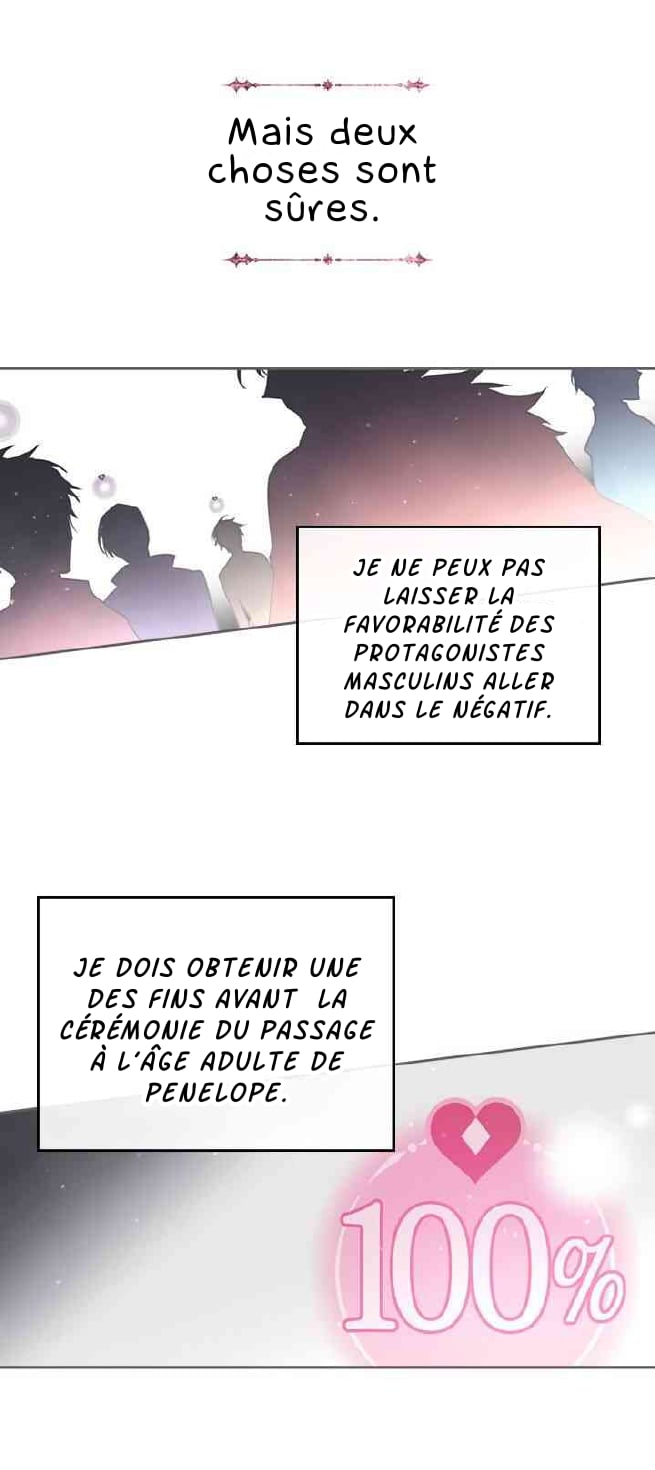 Mais deux
choses sont
sûres.
JE NE PEUX PAS
LAISSER LA
FAVORABILITÉ DES
PROTAGONISTES
MASCULINS ALLER
DANS LE NÉGATIF.
JE DOIS OBTENIR UNE
DES FINS AVANT LA
CÉRÉMONIE DU PASSAGE
À L'ÂGE ADULTE DE
PENELOPE.
100%